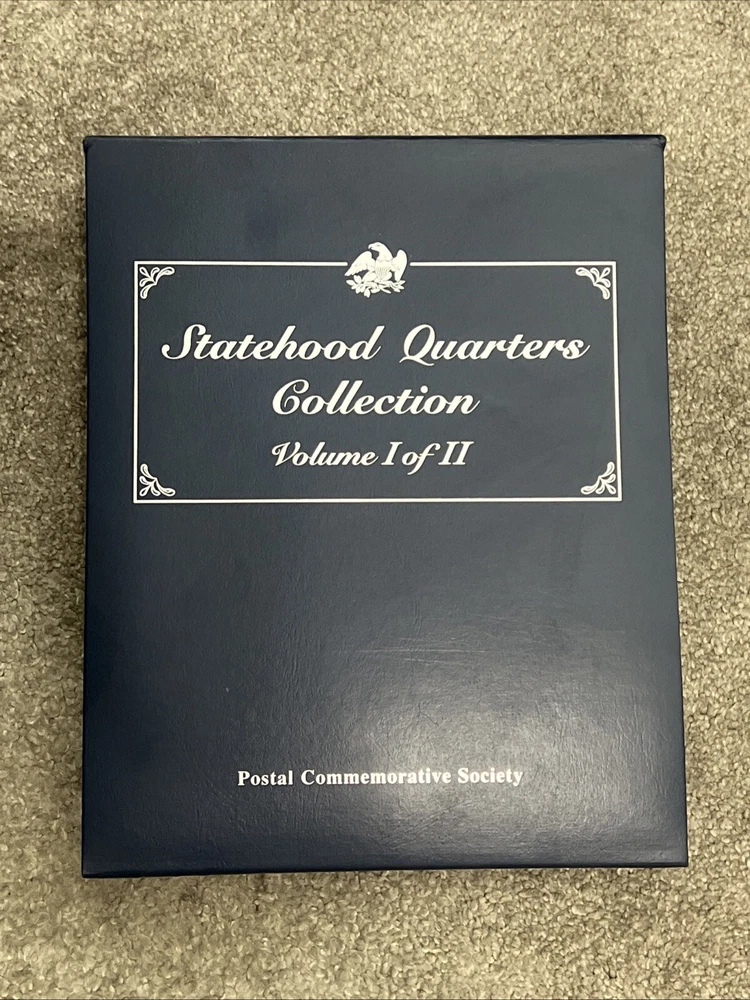 Statehood Quarters
Collection
Volume I of II
Postal Commemorative Society